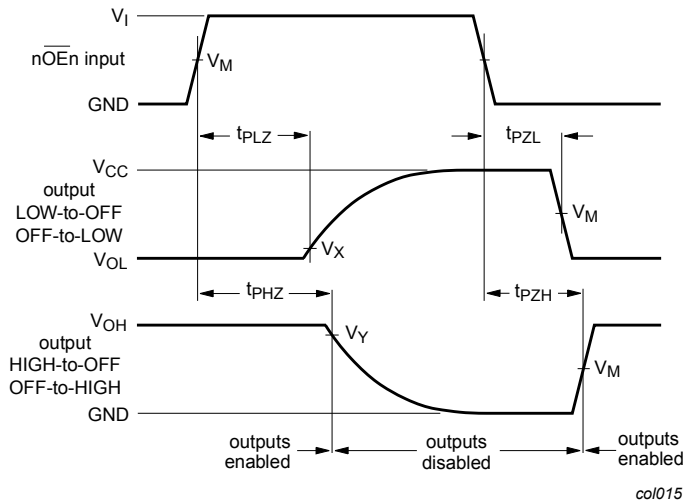 V_I
nO̅E̅n input
V_M
GND
t_PLZ
t_PZL
V_CC
output
LOW-to-OFF
OFF-to-LOW
V_M
V_X
V_OL
t_PHZ
t_PZH
V_OH
V_Y
output
HIGH-to-OFF
OFF-to-HIGH
V_M
GND
outputs
enabled
outputs
disabled
outputs
enabled
col015